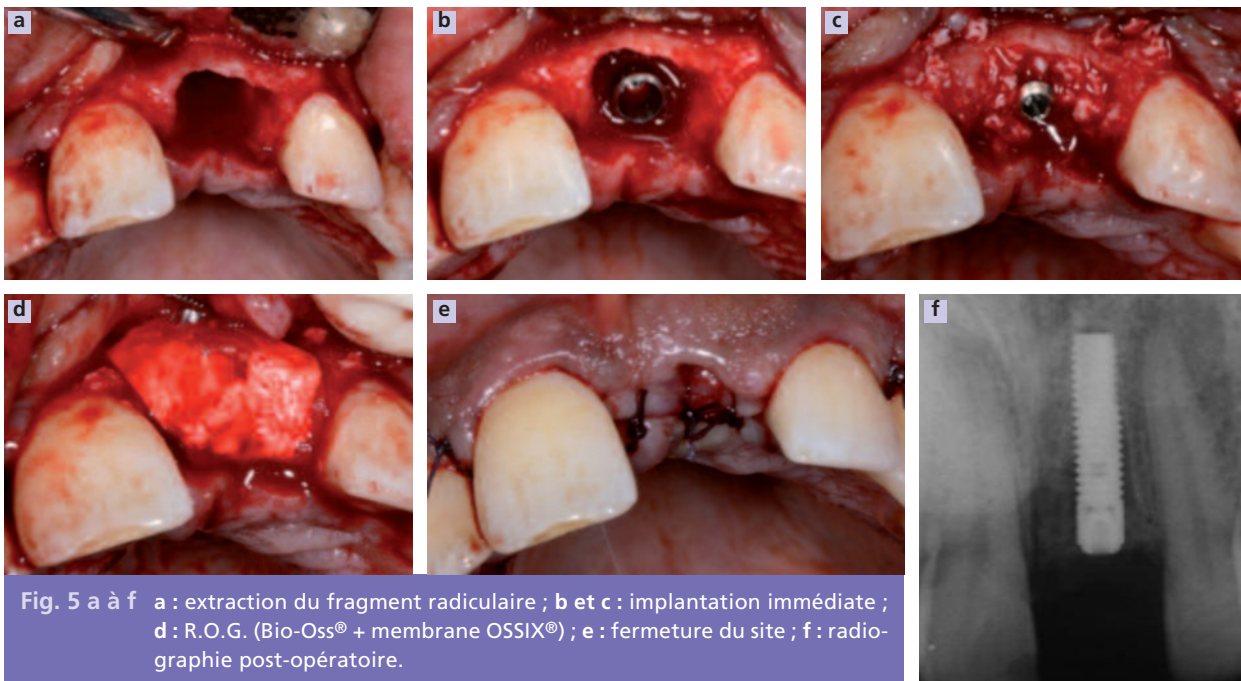 a
b
c
d
e
f
Fig. 5 a à f a : extraction du fragment radiculaire ; b et c : implantation immédiate ;
d : R.O.G. (Bio-Oss® + membrane OSSIX®) ; e : fermeture du site ; f : radio-
graphie post-opératoire.